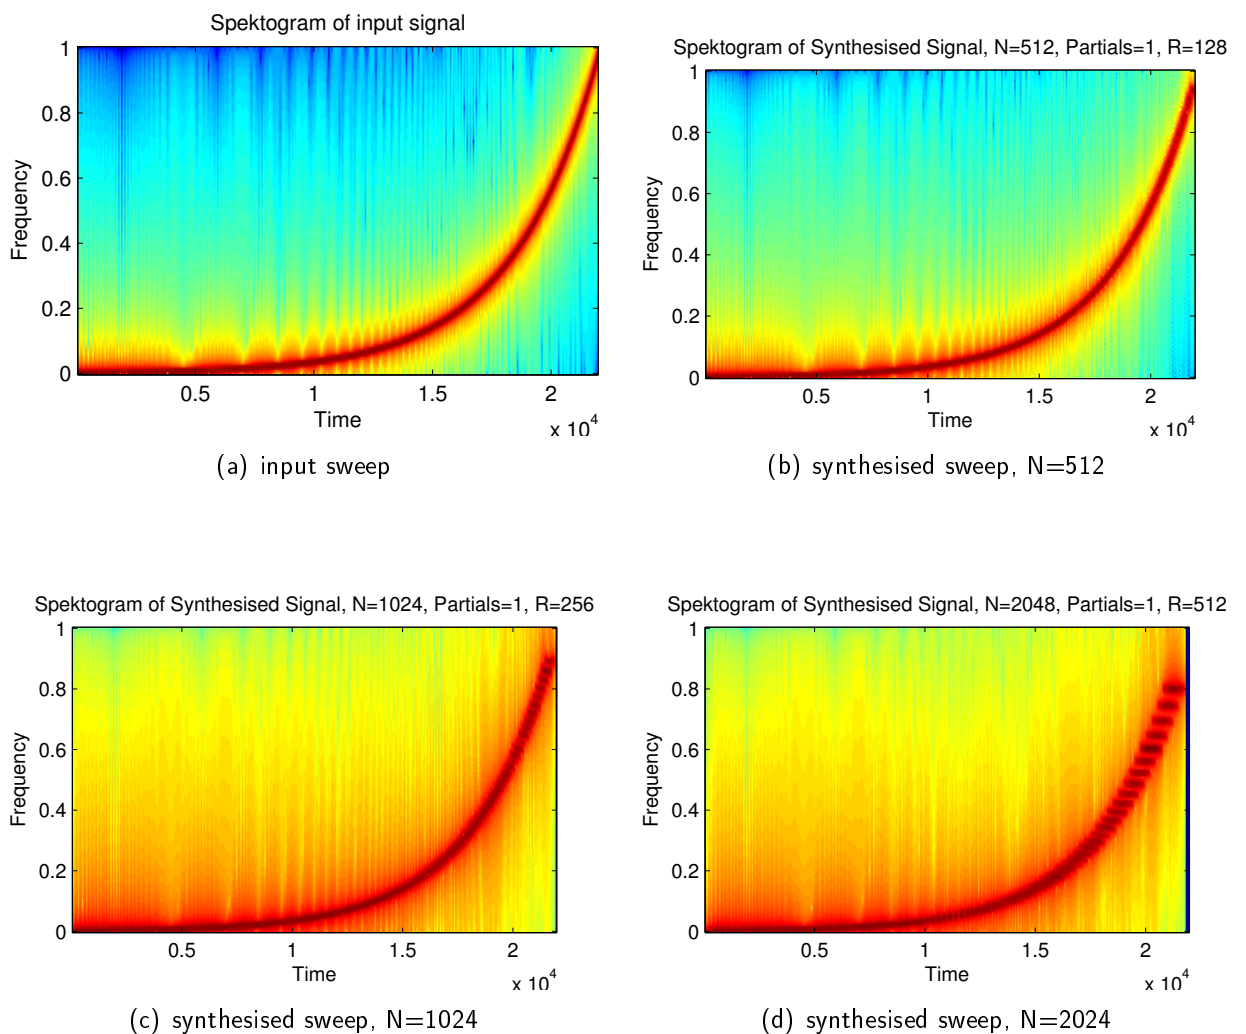 Spektogram of input signal
1
0.8
0.6
0.4
0.2
0
Frequency
0.5
1
1.5
2
Time
x 10^4
(a) input sweep
Spektogram of Synthesised Signal, N=512, Partials=1, R=128
1
0.8
0.6
0.4
0.2
0
Frequency
0.5
1
1.5
2
Time
x 10^4
(b) synthesised sweep, N=512
Spektogram of Synthesised Signal, N=1024, Partials=1, R=256
1
0.8
0.6
0.4
0.2
0
Frequency
0.5
1
1.5
2
Time
x 10^4
(c) synthesised sweep, N=1024
Spektogram of Synthesised Signal, N=2048, Partials=1, R=512
1
0.8
0.6
0.4
0.2
0
Frequency
0.5
1
1.5
2
Time
x 10^4
(d) synthesised sweep, N=2024